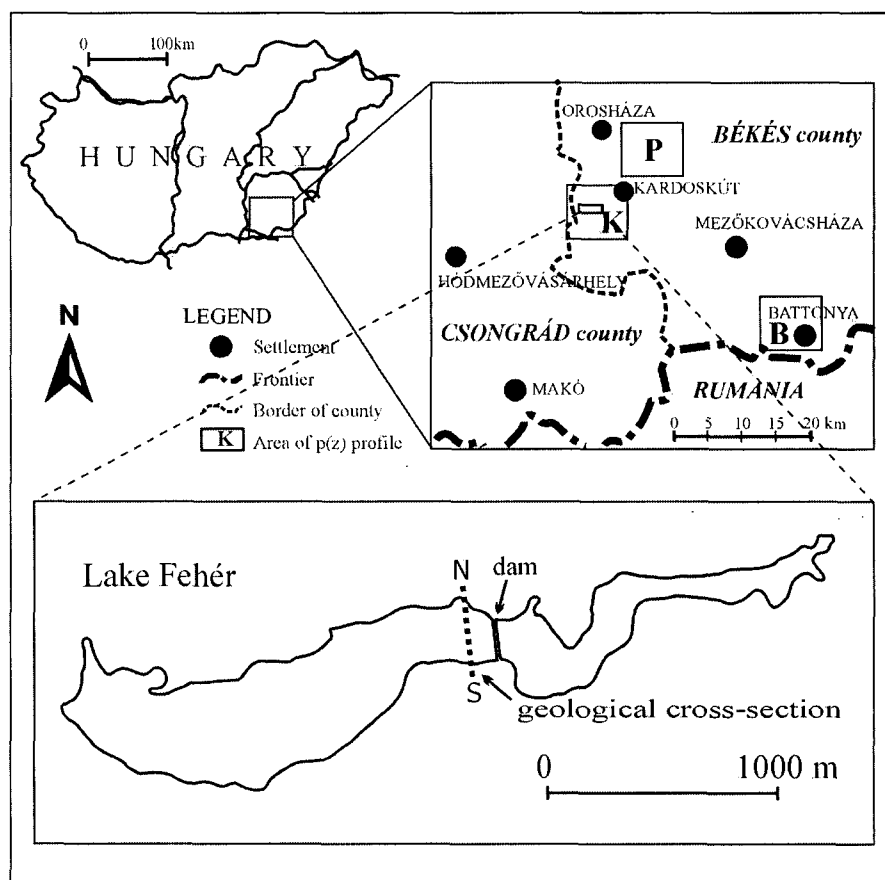 0 100km
HUNGARY
OROSHÁZA
BÉKÉS county
P
KARDOSKÚT
K
MEZŐKOVÁCSHÁZA
HÓDMEZŐVÁSÁRHELY
BATTONYA
B
CSONGRÁD county
RUMANIA
MAKÓ
0 5 10 15 20 km
N
LEGEND
Settlement
Frontier
Border of county
K Area of p(z) profile
Lake Fehér
N
dam
S
geological cross-section
0 1000 m